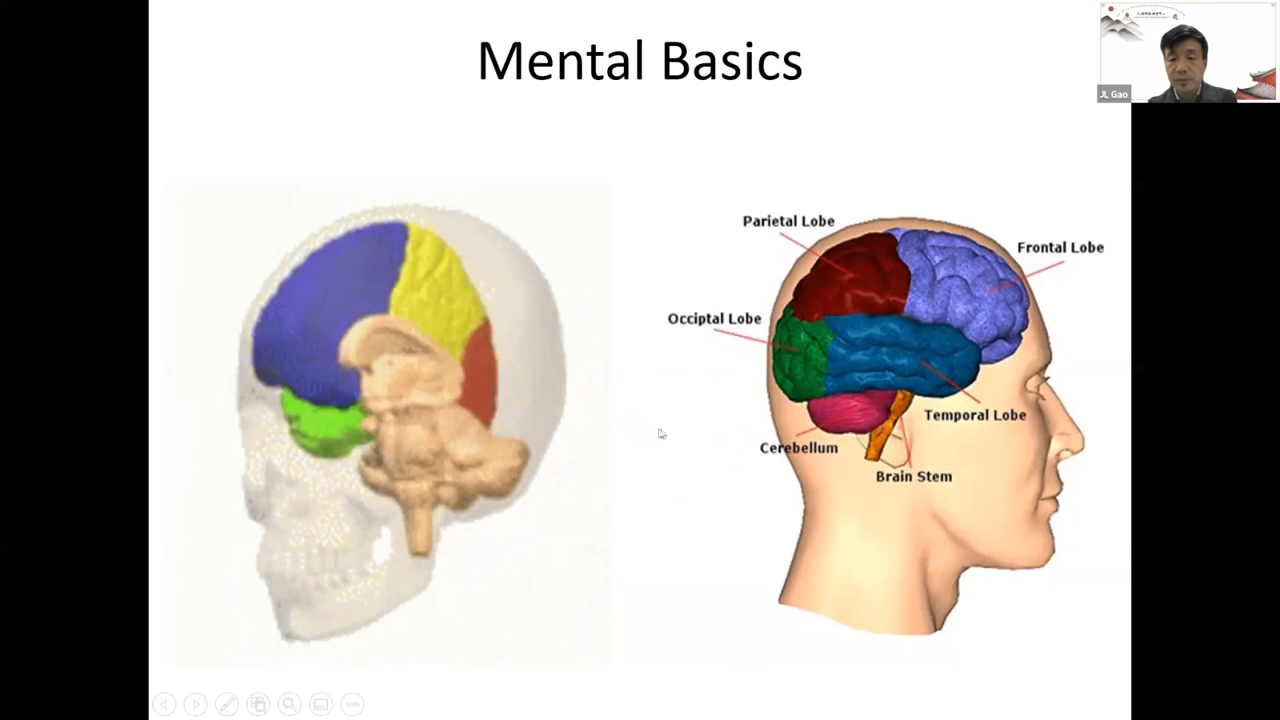 Mental Basics
JL Gao
Parietal Lobe
Frontal Lobe
Occiptal Lobe
Temporal Lobe
Cerebellum
Brain Stem